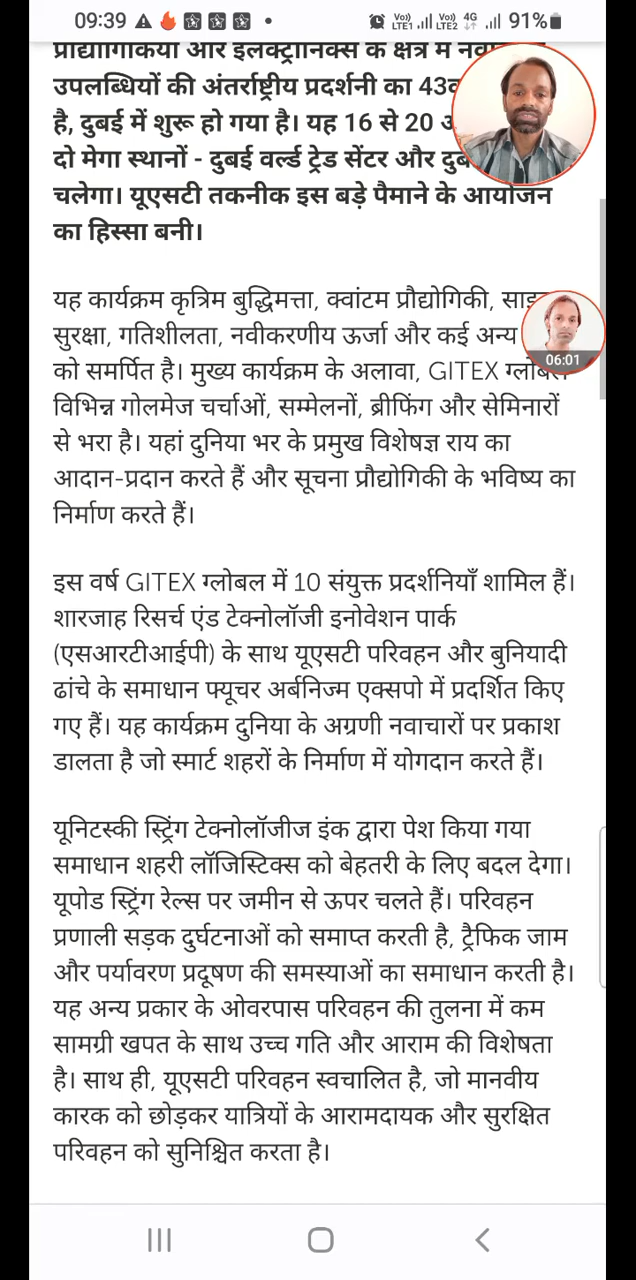 09:39
Vo)) LTE1 Vo)) LTE2 4G 91%
प्रौद्योगिकियों और इलेक्ट्रॉनिक्स के क्षेत्र में
उपलब्धियों की अंतर्राष्ट्रीय प्रदर्शनी का
है, दुबई में शुरू हो गया है। यह 16 से 20
दो मेगा स्थानों - दुबई वर्ल्ड ट्रेड सेंटर और
चलेगा। यूएसटी तकनीक इस बड़े पैमाने के आयोजन
का हिस्सा बनी।
यह कार्यक्रम कृत्रिम बुद्धिमत्ता, क्वांटम प्रौद्योगिकी,
सुरक्षा, गतिशीलता, नवीकरणीय ऊर्जा और कई अन्य
06:01
को समर्पित है। मुख्य कार्यक्रम के अलावा, GITEX ग्लोबल
विभिन्न गोलमेज चर्चाओं, सम्मेलनों, ब्रीफिंग और सेमिनारों
से भरा है। यहां दुनिया भर के प्रमुख विशेषज्ञ राय का
आदान-प्रदान करते हैं और सूचना प्रौद्योगिकी के भविष्य का
निर्माण करते हैं।
इस वर्ष GITEX ग्लोबल में 10 संयुक्त प्रदर्शनियाँ शामिल हैं।
शारजाह रिसर्च एंड टेक्नोलॉजी इनोवेशन पार्क
(एसआरटीआईपी) के साथ यूएसटी परिवहन और बुनियादी
ढांचे के समाधान फ्यूचर अर्बनिज्म एक्सपो में प्रदर्शित किए
गए हैं। यह कार्यक्रम दुनिया के अग्रणी नवाचारों पर प्रकाश
डालता है जो स्मार्ट शहरों के निर्माण में योगदान करते हैं।
यूनिटस्की स्ट्रिंग टेक्नोलॉजीज इंक द्वारा पेश किया गया
समाधान शहरी लॉजिस्टिक्स को बेहतरी के लिए बदल देगा।
यूपोड स्ट्रिंग रेल्स पर जमीन से ऊपर चलते हैं। परिवहन
प्रणाली सड़क दुर्घटनाओं को समाप्त करती है, ट्रैफिक जाम
और पर्यावरण प्रदूषण की समस्याओं का समाधान करती है।
यह अन्य प्रकार के ओवरपास परिवहन की तुलना में कम
सामग्री खपत के साथ उच्च गति और आराम की विशेषता
है। साथ ही, यूएसटी परिवहन स्वचालित है, जो मानवीय
कारक को छोड़कर यात्रियों के आरामदायक और सुरक्षित
परिवहन को सुनिश्चित करता है।